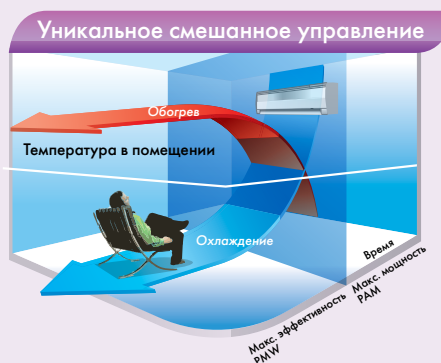 Уникальное смешанное управление
Обогрев
Температура в помещении
Охлаждение
Время
Макс. мощность
PAM
Макс. эффективность
PMW